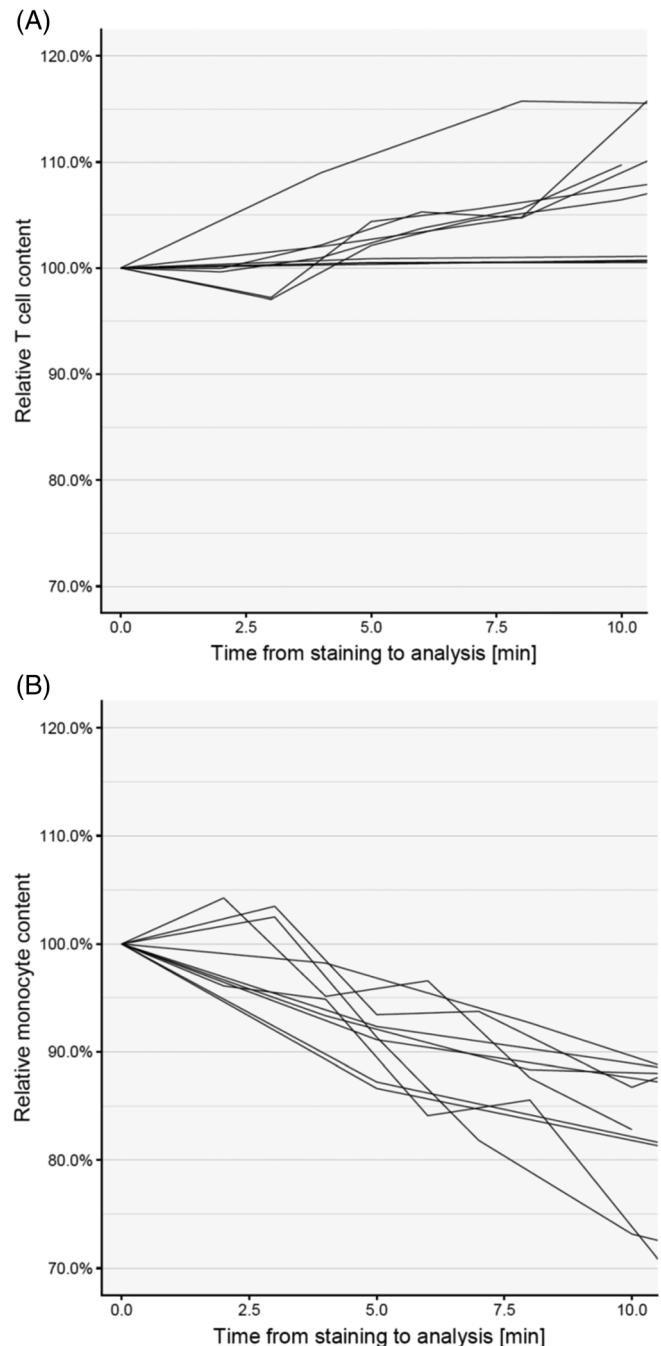 (A)
120.0%
110.0%
100.0%
90.0%
80.0%
70.0%
Relative T cell content
0.0 2.5 5.0 7.5 10.0
Time from staining to analysis [min]
(B)
120.0%
110.0%
100.0%
90.0%
80.0%
70.0%
Relative monocyte content
0.0 2.5 5.0 7.5 10.0
Time from staining to analysis [min]